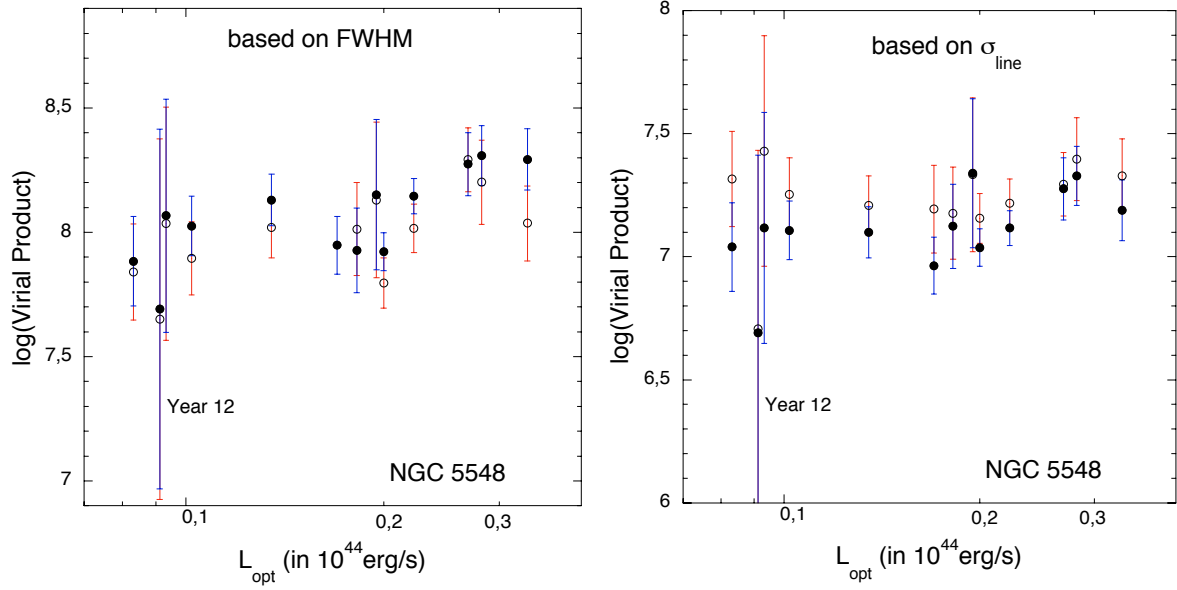 based on FWHM
8,5
8
7,5
7
log(Virial Product)
Year 12
NGC 5548
0,1
0,2
0,3
L_opt (in 10^44 erg/s)
8
7,5
7
6,5
6
log(Virial Product)
based on σ_line
Year 12
NGC 5548
0,1
0,2
0,3
L_opt (in 10^44 erg/s)